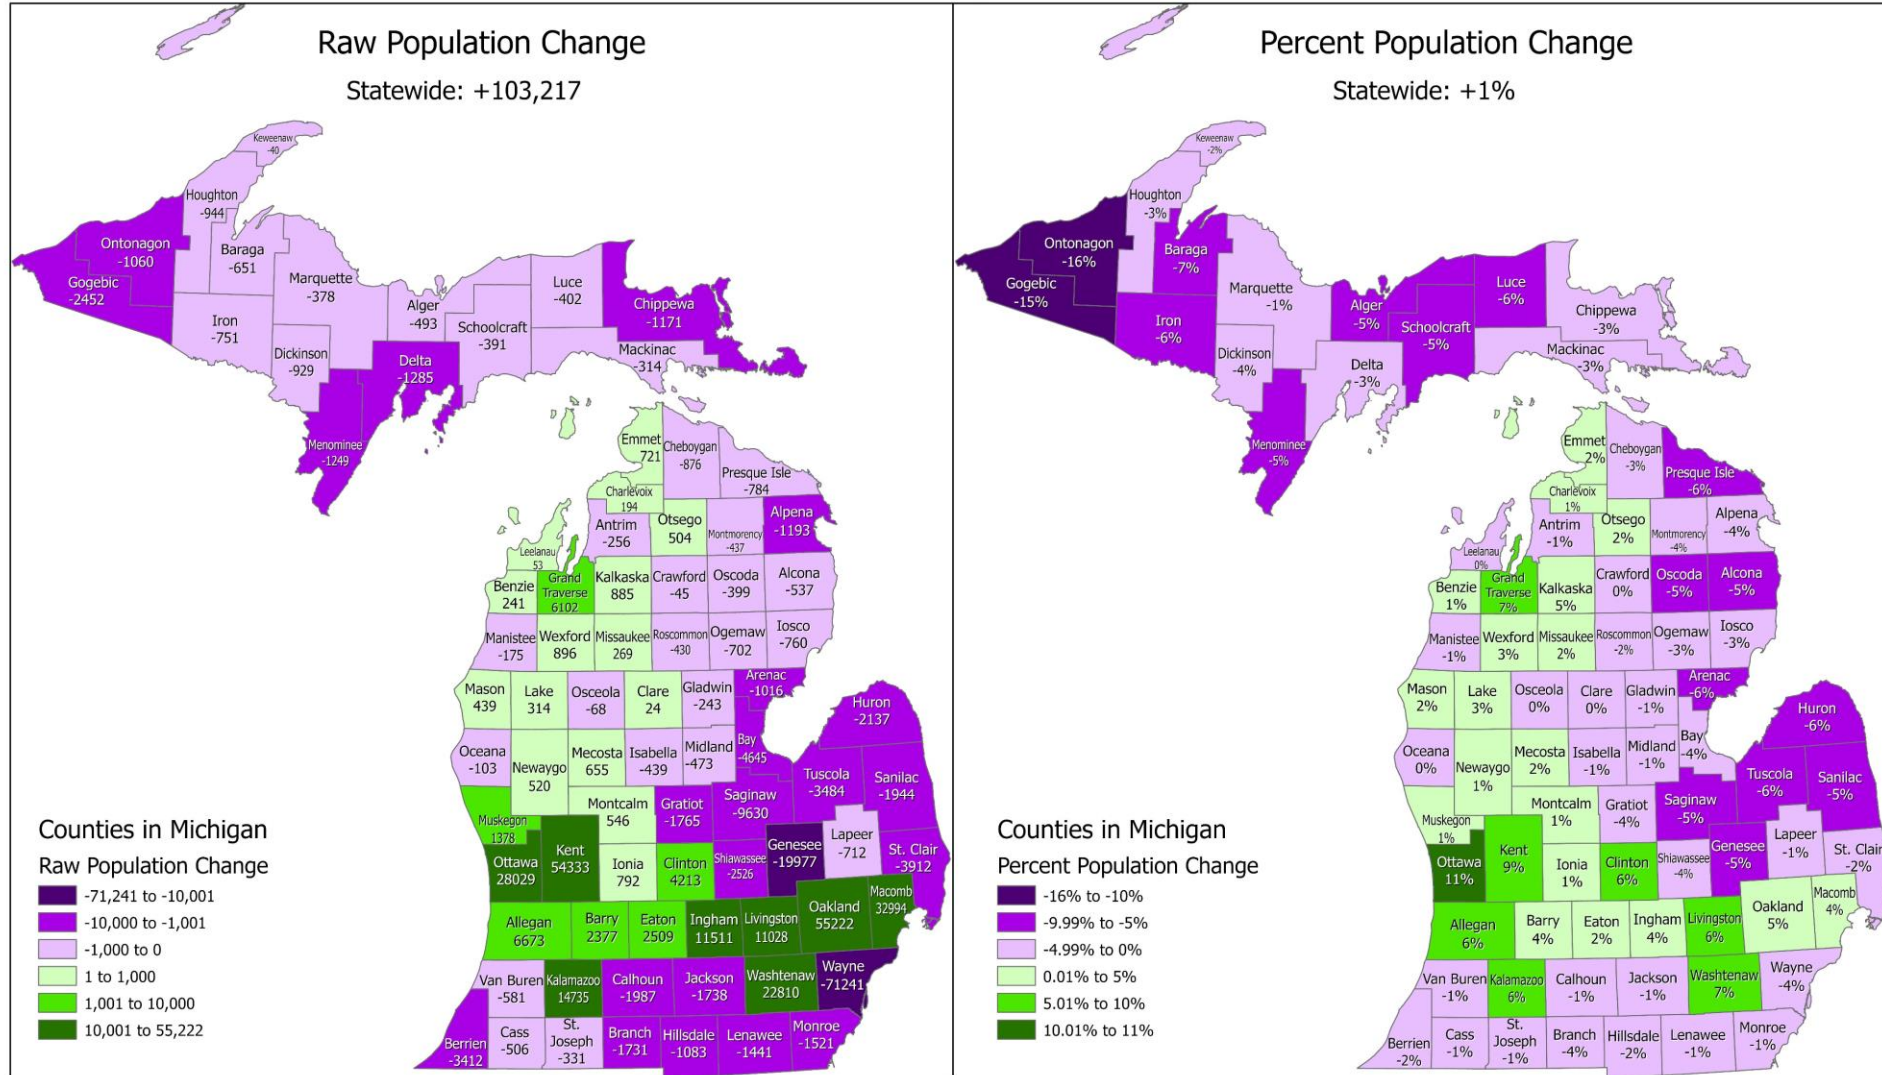 Raw Population Change
Statewide: +103,217
Keweenaw
-40
Houghton
-944
Ontonagon
-1060
Baraga
-651
Gogebic
-2452
Marquette
-378
Iron
-751
Dickinson
-929
Alger
-493
Schoolcraft
-391
Luce
-402
Chippewa
-1171
Mackinac
-314
Delta
-1285
Menominee
-1249
Emmet
721
Cheboygan
-876
Presque Isle
-784
Charlevoix
194
Antrim
-256
Otsego
504
Montmorency
-437
Alpena
-1193
Leelanau
53
Benzie
241
Grand
Traverse
6102
Kalkaska
885
Crawford
-45
Oscoda
-399
Alcona
-537
Manistee
-175
Wexford
896
Missaukee
269
Roscommon
-430
Ogemaw
-702
Iosco
-760
Mason
439
Lake
314
Osceola
-68
Clare
24
Gladwin
-243
Arenac
-1016
Huron
-2137
Oceana
-103
Newaygo
520
Mecosta
655
Isabella
-439
Midland
-473
Bay
-4645
Tuscola
-3484
Sanilac
-1944
Muskegon
1378
Montcalm
546
Gratiot
-1765
Saginaw
-9630
Genesee
-19977
Lapeer
-712
St. Clair
-3912
Ottawa
28029
Kent
54333
Ionia
792
Clinton
4213
Shiawassee
-2526
Allegan
6673
Barry
2377
Eaton
2509
Ingham
11511
Livingston
11028
Oakland
55222
Macomb
32994
Van Buren
-581
Kalamazoo
14735
Calhoun
-1987
Jackson
-1738
Washtenaw
22810
Wayne
-71241
Berrien
-3412
Cass
-506
St.
Joseph
-331
Branch
-1731
Hillsdale
-1083
Lenawee
-1441
Monroe
-1521
Counties in Michigan
Raw Population Change
-71,241 to -10,001
-10,000 to -1,001
-1,000 to 0
1 to 1,000
1,001 to 10,000
10,001 to 55,222
Percent Population Change
Statewide: +1%
Keweenaw
-2%
Houghton
-3%
Ontonagon
-16%
Baraga
-7%
Gogebic
-15%
Marquette
-1%
Iron
-6%
Dickinson
-4%
Alger
-5%
Schoolcraft
-5%
Luce
-6%
Chippewa
-3%
Mackinac
-3%
Delta
-3%
Menominee
-5%
Emmet
2%
Cheboygan
-3%
Presque Isle
-6%
Charlevoix
1%
Antrim
-1%
Otsego
2%
Montmorency
-4%
Alpena
-4%
Leelanau
0%
Benzie
1%
Grand
Traverse
7%
Kalkaska
5%
Crawford
0%
Oscoda
-5%
Alcona
-5%
Manistee
-1%
Wexford
3%
Missaukee
2%
Roscommon
-2%
Ogemaw
-3%
Iosco
-3%
Mason
2%
Lake
3%
Osceola
0%
Clare
0%
Gladwin
-1%
Arenac
-6%
Huron
-6%
Oceana
0%
Newaygo
1%
Mecosta
2%
Isabella
-1%
Midland
-1%
Bay
-4%
Tuscola
-6%
Sanilac
-5%
Muskegon
1%
Montcalm
1%
Gratiot
-4%
Saginaw
-5%
Genesee
-5%
Lapeer
-1%
St. Clair
-2%
Ottawa
11%
Kent
9%
Ionia
1%
Clinton
6%
Shiawassee
-4%
Allegan
6%
Barry
4%
Eaton
2%
Ingham
4%
Livingston
6%
Oakland
5%
Macomb
4%
Van Buren
-1%
Kalamazoo
6%
Calhoun
-1%
Jackson
-1%
Washtenaw
7%
Wayne
-4%
Berrien
-2%
Cass
-1%
St.
Joseph
-1%
Branch
-4%
Hillsdale
-2%
Lenawee
-1%
Monroe
-1%
Counties in Michigan
Percent Population Change
-16% to -10%
-9.99% to -5%
-4.99% to 0%
0.01% to 5%
5.01% to 10%
10.01% to 11%